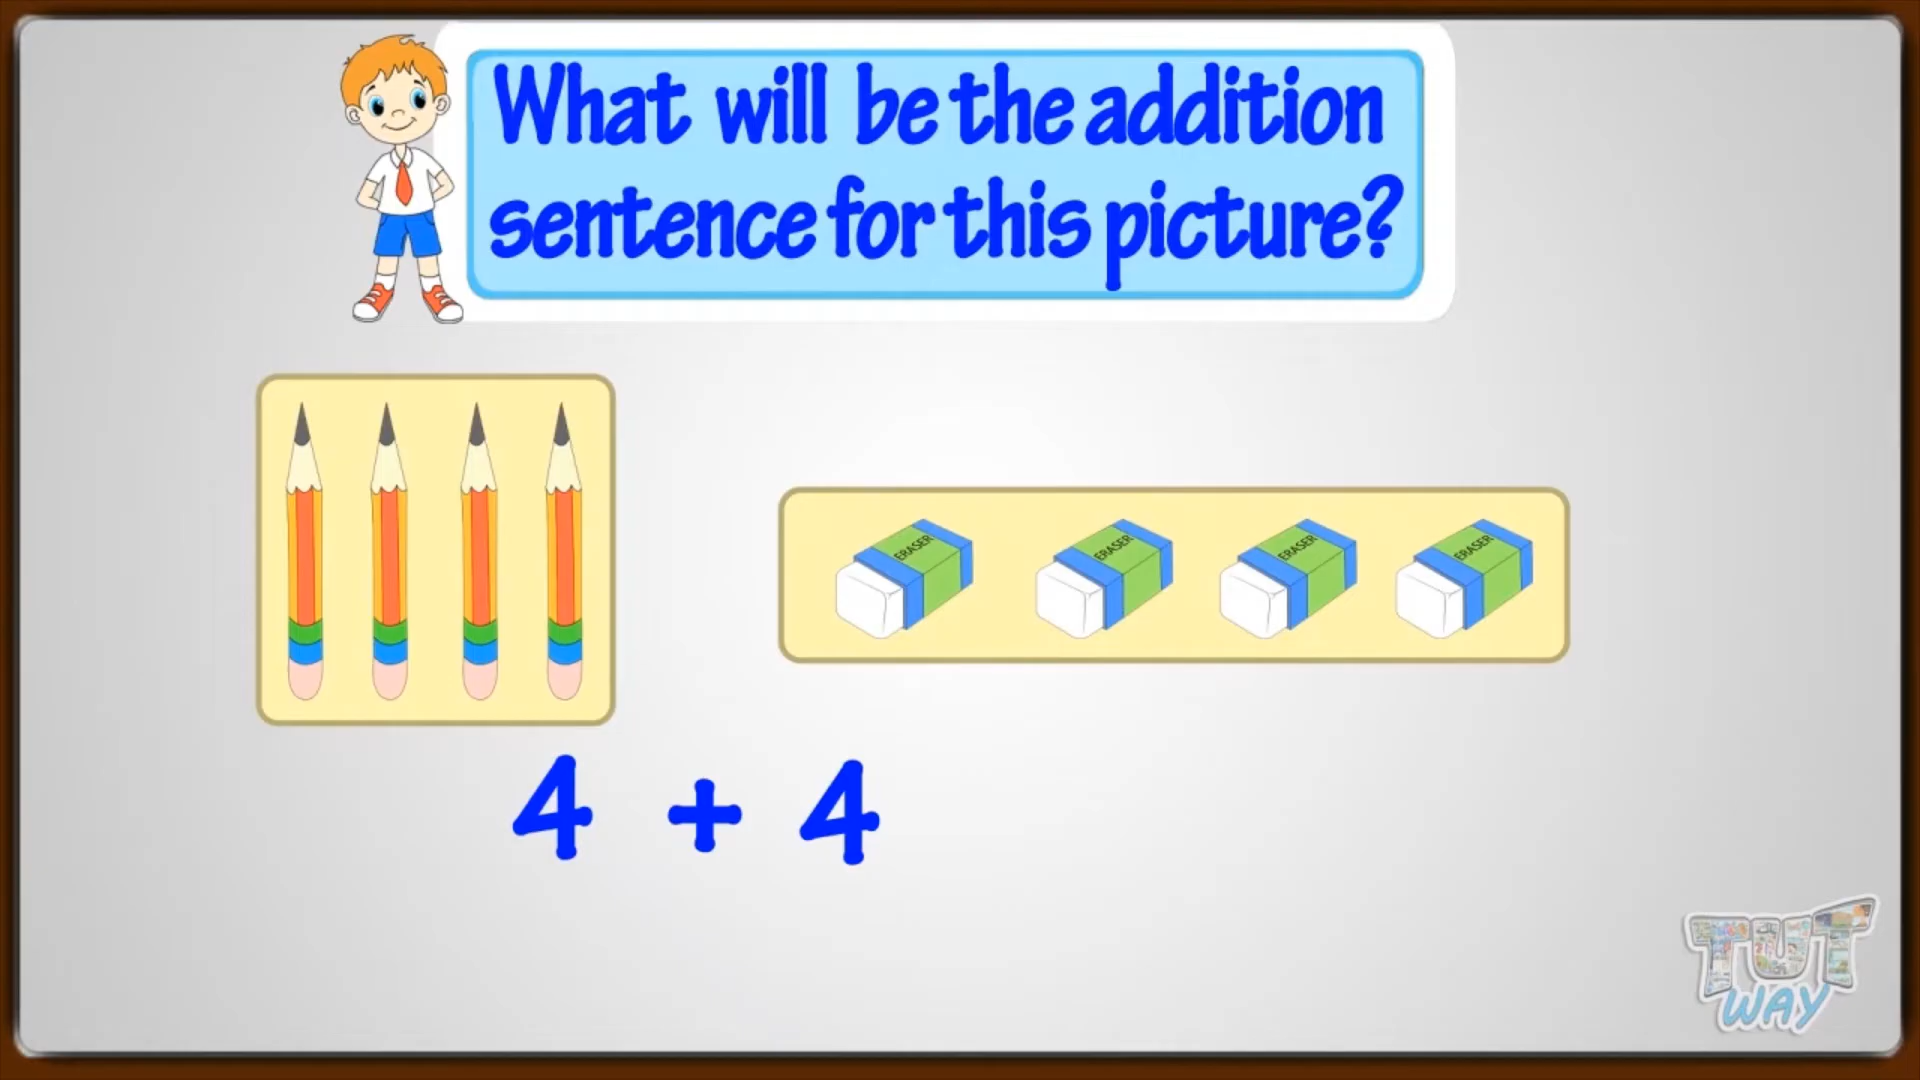 What will be the addition
sentence for this picture?
ERASER ERASER ERASER ERASER
4 + 4
TUT
WAY